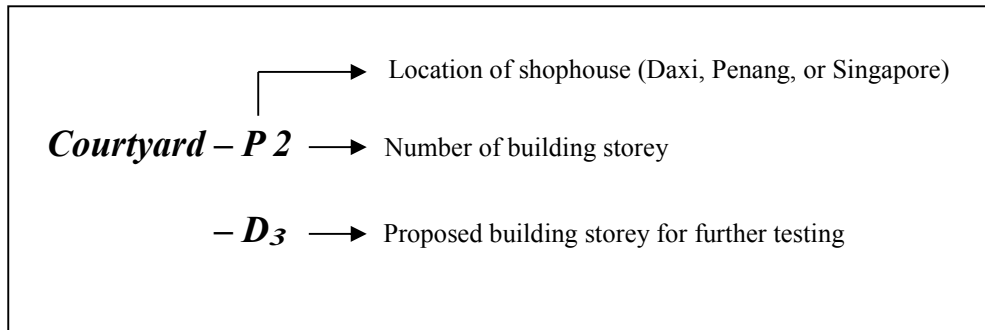 Location of shophouse (Daxi, Penang, or Singapore)
Courtyard – P 2 Number of building storey
– D₃ Proposed building storey for further testing